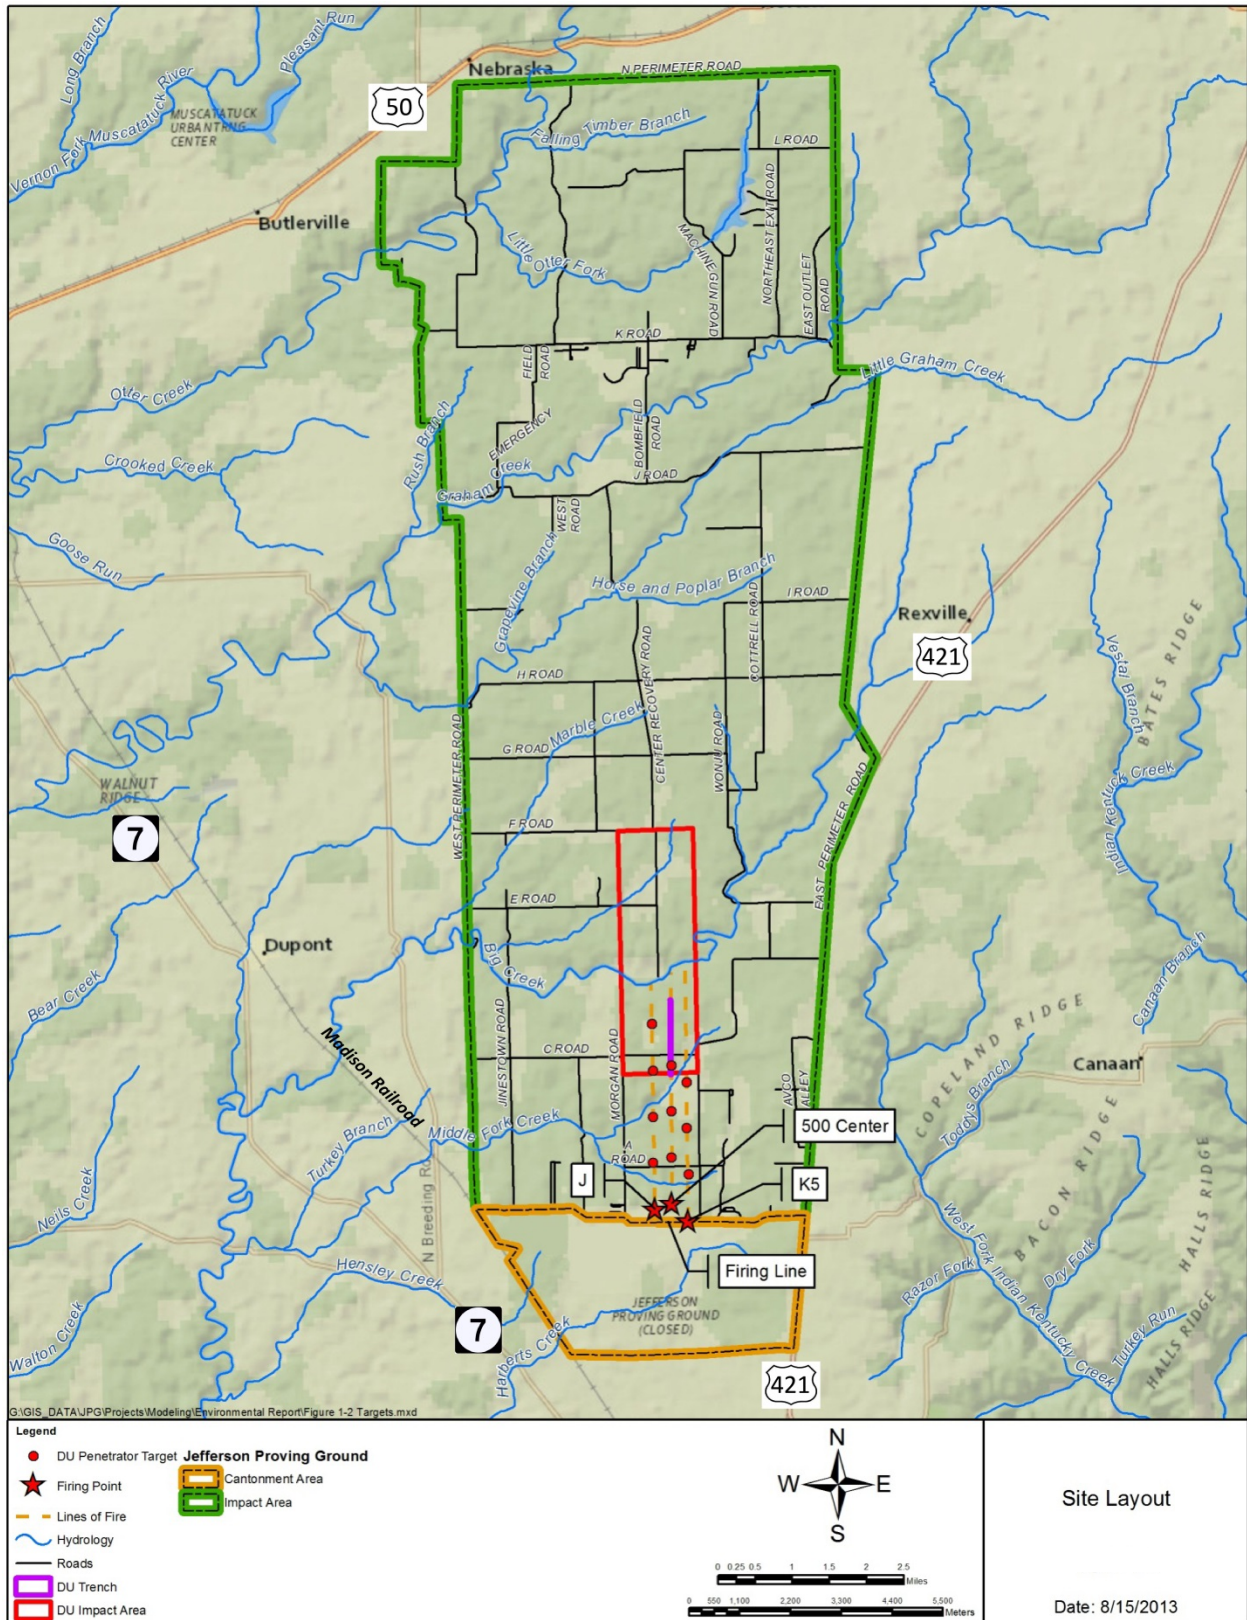 Long Branch
Pleasant Run
Nebraska
N PERIMETER ROAD
Vernon Fork Muscatatuck River
MUSCATATUCK
URBANTRNG
CENTER
50
Falling Timber Branch
L ROAD
Butlerville
NORTHEAST EXIT ROAD
MACHINE GUN ROAD
EAST OUTLET
ROAD
Little
Otter Fork
K ROAD
FIELD
ROAD
Little Graham Creek
Otter Creek
Rush Branch
EMERGENCY
BOMBFIELD
ROAD
Crooked Creek
Graham Creek
J ROAD
WEST
ROAD
Goose Run
Grapevine Branch
Horse and Poplar Branch
I ROAD
COTTRELL ROAD
Rexville
421
Vestal Branch
BATES RIDGE
H ROAD
CENTER RECOVERY ROAD
Marble Creek
WONJU ROAD
G ROAD
WEST PERIMETER ROAD
Indian Kentuck Creek
WALNUT
RIDGE
7
F ROAD
EAST PERIMETER ROAD
E ROAD
Dupont
Big Creek
Bear Creek
Canaan Branch
JINESTOWN ROAD
COPELAND RIDGE
Madison Railroad
C ROAD
MORGAN ROAD
AVCO
ALLEY
Canaan
Toddys Branch
500 Center
Middle Fork Creek
Turkey Branch
A
ROAD
J
K5
BACON RIDGE
HALLS RIDGE
Neils Creek
N Breeding Rd
West Fork Indian Kentucky Creek
Dry Fork
Razor Fork
Hensley Creek
Firing Line
JEFFERSON
PROVING GROUND
(CLOSED)
7
Harberts Creek
Walton Creek
Turkey Run
HALLS RIDGE
421
G:\GIS_DATA\JPG\Projects\Modeling\Environmental Report\Figure 1-2 Targets.mxd
Legend
DU Penetrator Target
Firing Point
Lines of Fire
Hydrology
Roads
DU Trench
DU Impact Area
Jefferson Proving Ground
Cantonment Area
Impact Area
N
W E
S
0 0.25 0.5 1 1.5 2 2.5
Miles
0 550 1,100 2,200 3,300 4,400 5,500
Meters
Site Layout
Date: 8/15/2013